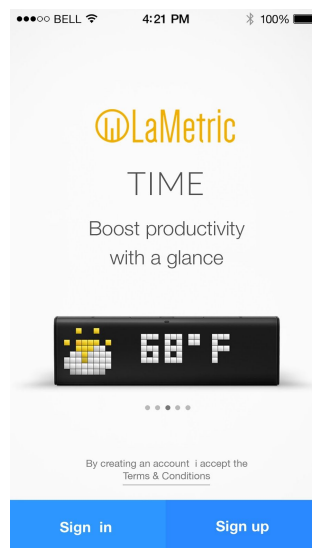 BELL 4:21 PM 100%
LaMetric
TIME
Boost productivity
with a glance
68°F
By creating an account i accept the
Terms & Conditions
Sign in Sign up